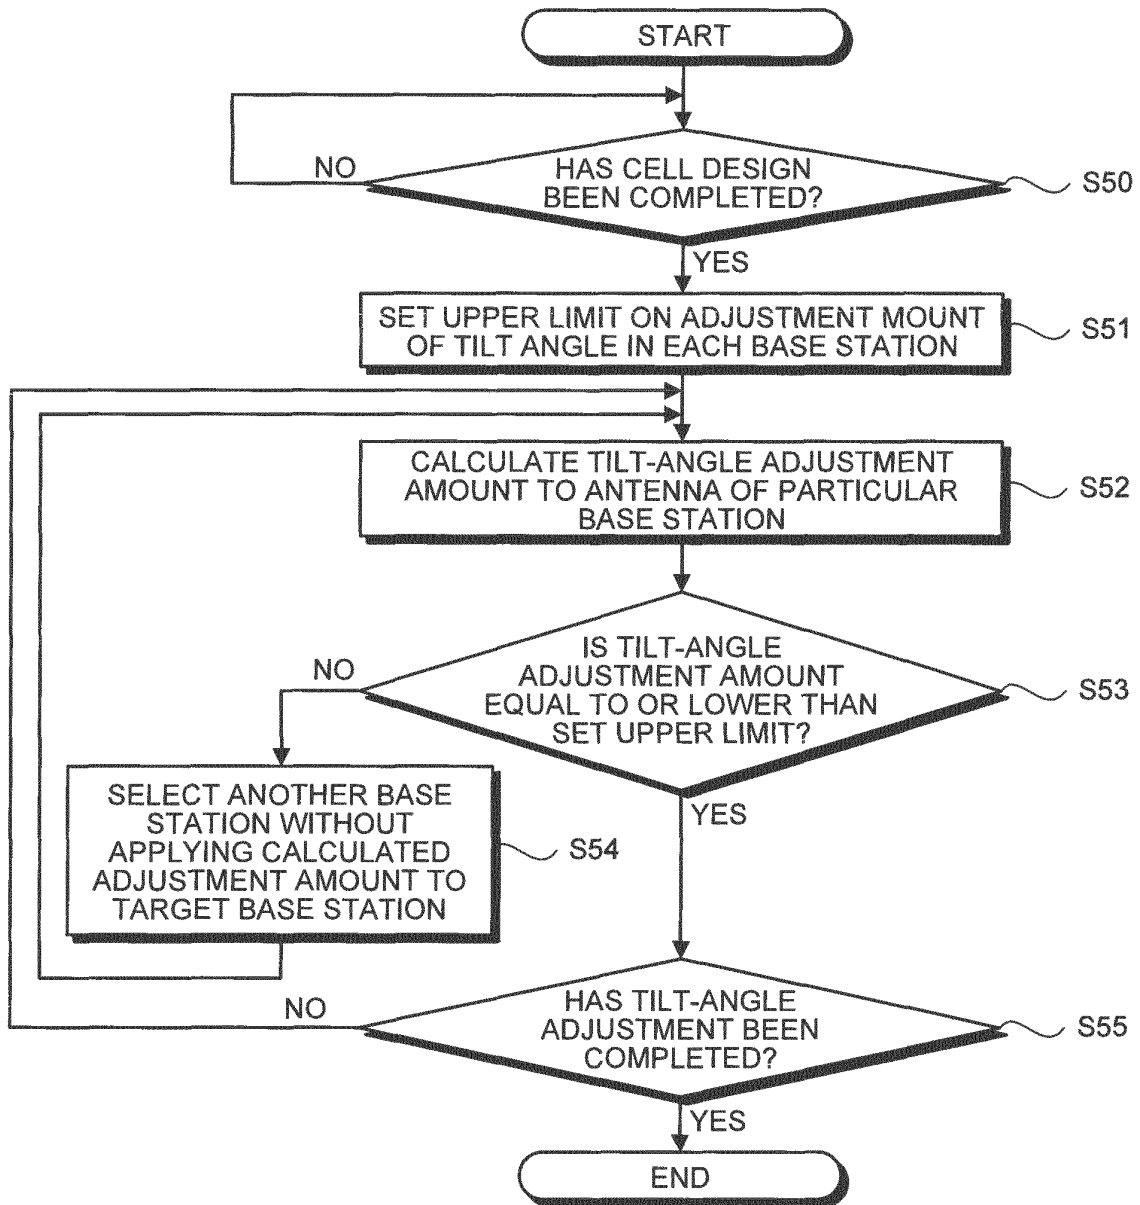 START
NO
HAS CELL DESIGN
BEEN COMPLETED?
S50
YES
SET UPPER LIMIT ON ADJUSTMENT MOUNT
OF TILT ANGLE IN EACH BASE STATION
S51
CALCULATE TILT-ANGLE ADJUSTMENT
AMOUNT TO ANTENNA OF PARTICULAR
BASE STATION
S52
NO
IS TILT-ANGLE
ADJUSTMENT AMOUNT
EQUAL TO OR LOWER THAN
SET UPPER LIMIT?
S53
YES
SELECT ANOTHER BASE
STATION WITHOUT
APPLYING CALCULATED
ADJUSTMENT AMOUNT TO
TARGET BASE STATION
S54
NO
HAS TILT-ANGLE
ADJUSTMENT BEEN
COMPLETED?
S55
YES
END